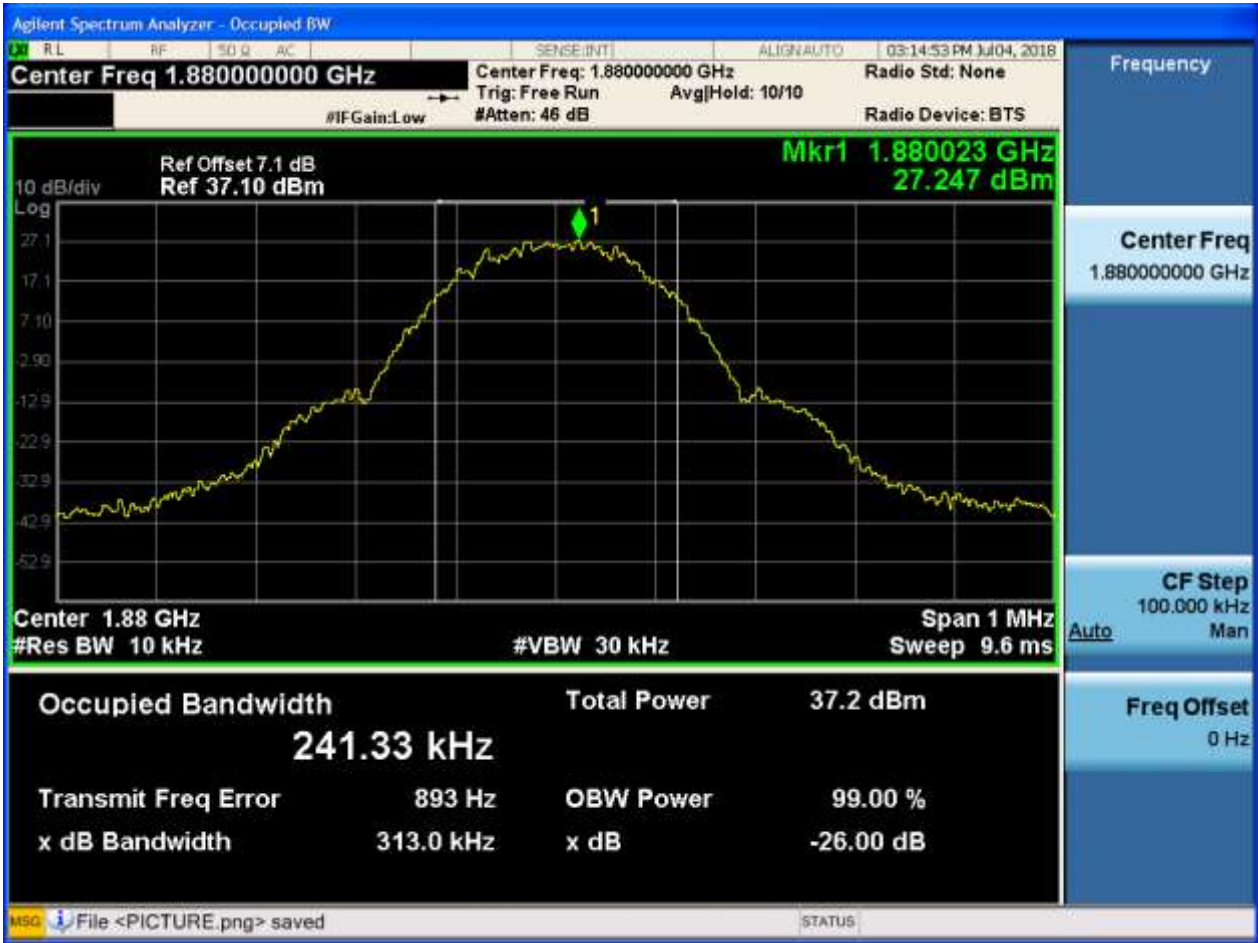 Agilent Spectrum Analyzer - Occupied BW
LXI RL RF 50 Ω AC SENSE:INT ALIGN AUTO 03:14:53 PM Jul 04, 2018
Center Freq 1.880000000 GHz
Center Freq: 1.880000000 GHz
Radio Std: None
Trig: Free Run Avg|Hold: 10/10
#IFGain:Low
#Atten: 46 dB
Radio Device: BTS
Frequency
Mkr1 1.880023 GHz
27.247 dBm
Ref Offset 7.1 dB
10 dB/div Ref 37.10 dBm
Log
1
27.1
17.1
7.10
-2.90
-12.9
-22.9
-32.9
-42.9
-52.9
Center 1.88 GHz Span 1 MHz
#Res BW 10 kHz #VBW 30 kHz Sweep 9.6 ms
Center Freq
1.880000000 GHz
CF Step
100.000 kHz
Auto Man
Freq Offset
0 Hz
Occupied Bandwidth Total Power 37.2 dBm
241.33 kHz
Transmit Freq Error 893 Hz OBW Power 99.00 %
x dB Bandwidth 313.0 kHz x dB -26.00 dB
MSG File <PICTURE.png> saved STATUS